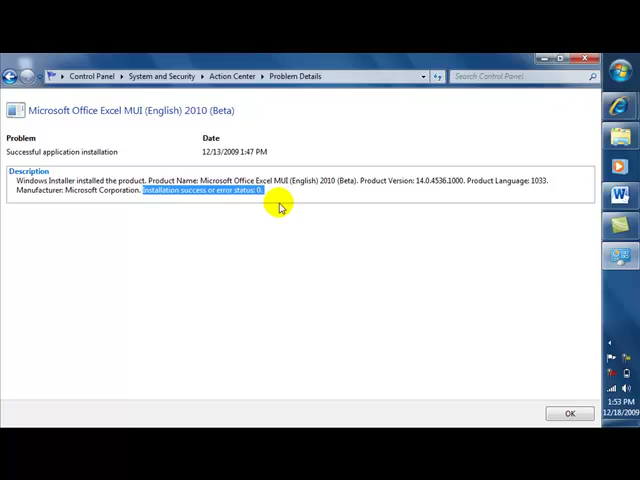 Control Panel System and Security Action Center Problem Details Search Control Panel
Microsoft Office Excel MUI (English) 2010 (Beta)
Problem Date
Successful application installation 12/13/2009 1:47 PM
Description
Windows Installer installed the product. Product Name: Microsoft Office Excel MUI (English) 2010 (Beta). Product Version: 14.0.4536.1000. Product Language: 1033.
Manufacturer: Microsoft Corporation. Installation success or error status: 0.
OK
1:53 PM
12/18/2009